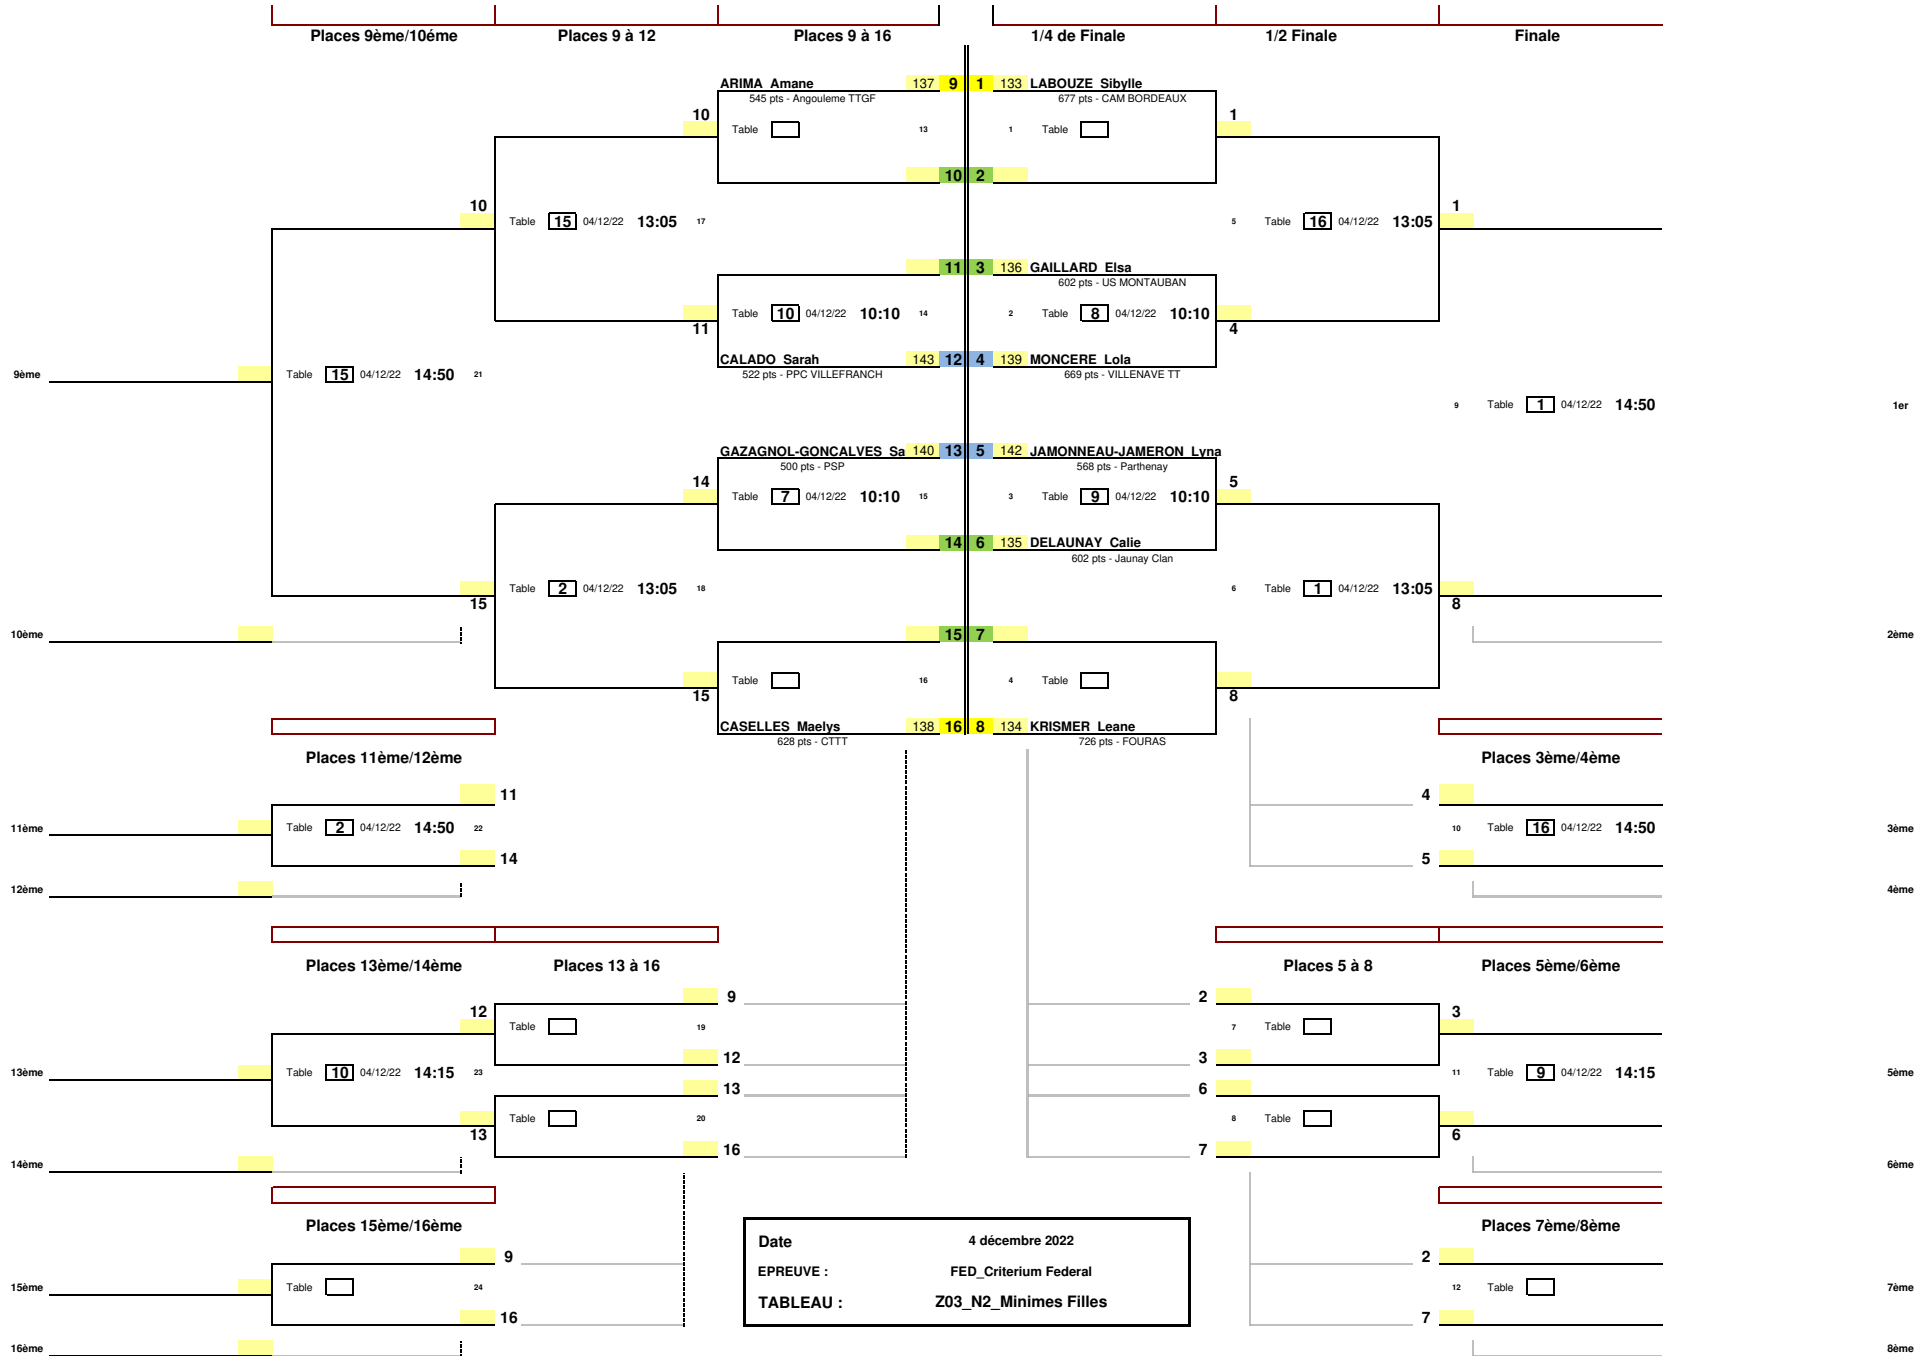 Places 9ème/10éme Places 9 à 12 Places 9 à 16 1/4 de Finale 1/2 Finale Finale
ARIMA Amane 137 9 1 133 LABOUZE Sibylle
545 pts - Angouleme TTGF 677 pts - CAM BORDEAUX
10 1
Table 13 1 Table
10 2
10 1
Table 15 04/12/22 13:05 17 5 Table 16 04/12/22 13:05
11 3 136 GAILLARD Elsa
602 pts - US MONTAUBAN
Table 10 04/12/22 10:10 14 2 Table 8 04/12/22 10:10
11 4
CALADO Sarah 143 12 4 139 MONCERE Lola
9ème Table 15 04/12/22 14:50 21 522 pts - PPC VILLEFRANCH 669 pts - VILLENAVE TT
9 Table 1 04/12/22 14:50 1er
GAZAGNOL-GONCALVES Sa 140 13 5 142 JAMONNEAU-JAMERON Lyna
500 pts - PSP 568 pts - Parthenay
14 5
Table 7 04/12/22 10:10 15 3 Table 9 04/12/22 10:10
14 6 135 DELAUNAY Calie
602 pts - Jaunay Clan
Table 2 04/12/22 13:05 18 6 Table 1 04/12/22 13:05
15 8
10ème 15 7 2ème
Table 16 4 Table
15 8
CASELLES Maelys 138 16 8 134 KRISMER Leane
628 pts - CTTT 726 pts - FOURAS
Places 11ème/12ème Places 3ème/4ème
11 4
11ème Table 2 04/12/22 14:50 22 10 Table 16 04/12/22 14:50 3ème
14 5
12ème 4ème
Places 13ème/14ème Places 13 à 16 Places 5 à 8 Places 5ème/6ème
9 2
12 3
Table 19 7 Table
12 3
13ème Table 10 04/12/22 14:15 23 11 Table 9 04/12/22 14:15 5ème
13 6
Table 20 8 Table
13 6
16 7
14ème 6ème
Places 15ème/16ème Places 7ème/8ème
Date 4 décembre 2022
9 2
EPREUVE : FED_Criterium Federal
15ème Table 24 12 Table 7ème
TABLEAU : Z03_N2_Minimes Filles
16 7
16ème 8ème